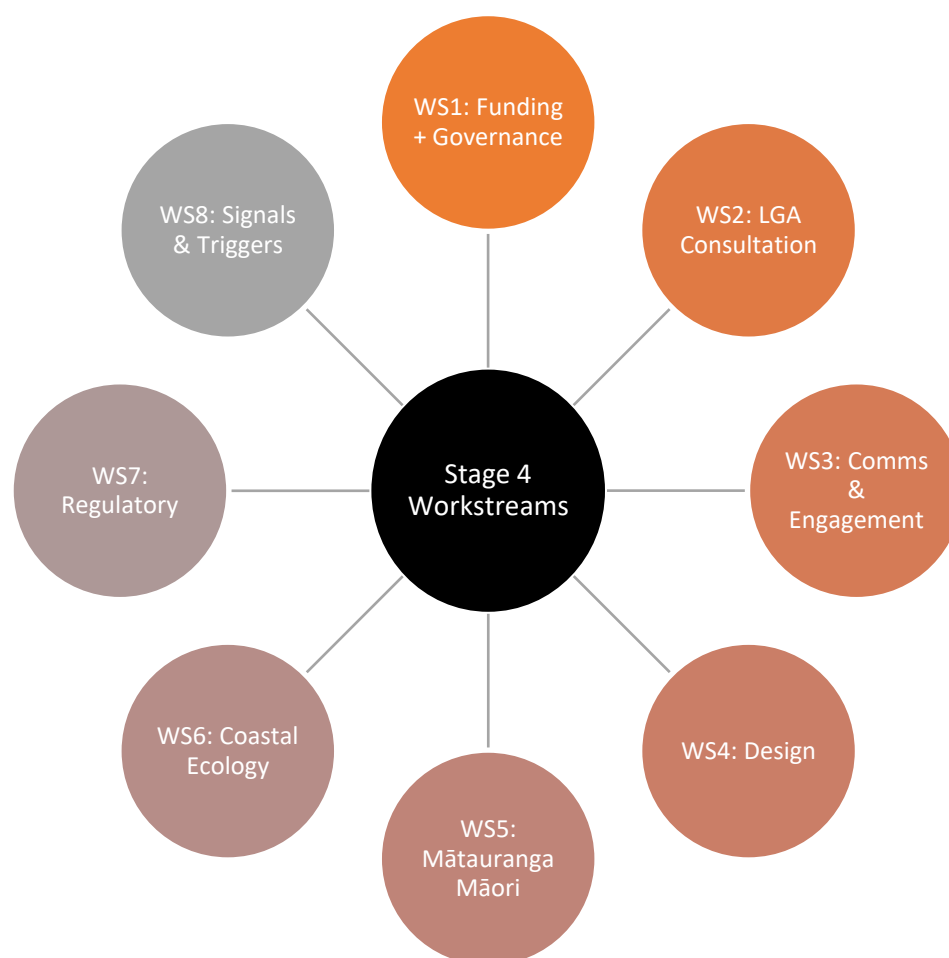 WS1: Funding
+ Governance
WS2: LGA
Consultation
WS3: Comms
&
Engagement
WS4: Design
WS5:
Mātauranga
Māori
WS6: Coastal
Ecology
WS7:
Regulatory
WS8: Signals
& Triggers
Stage 4
Workstreams